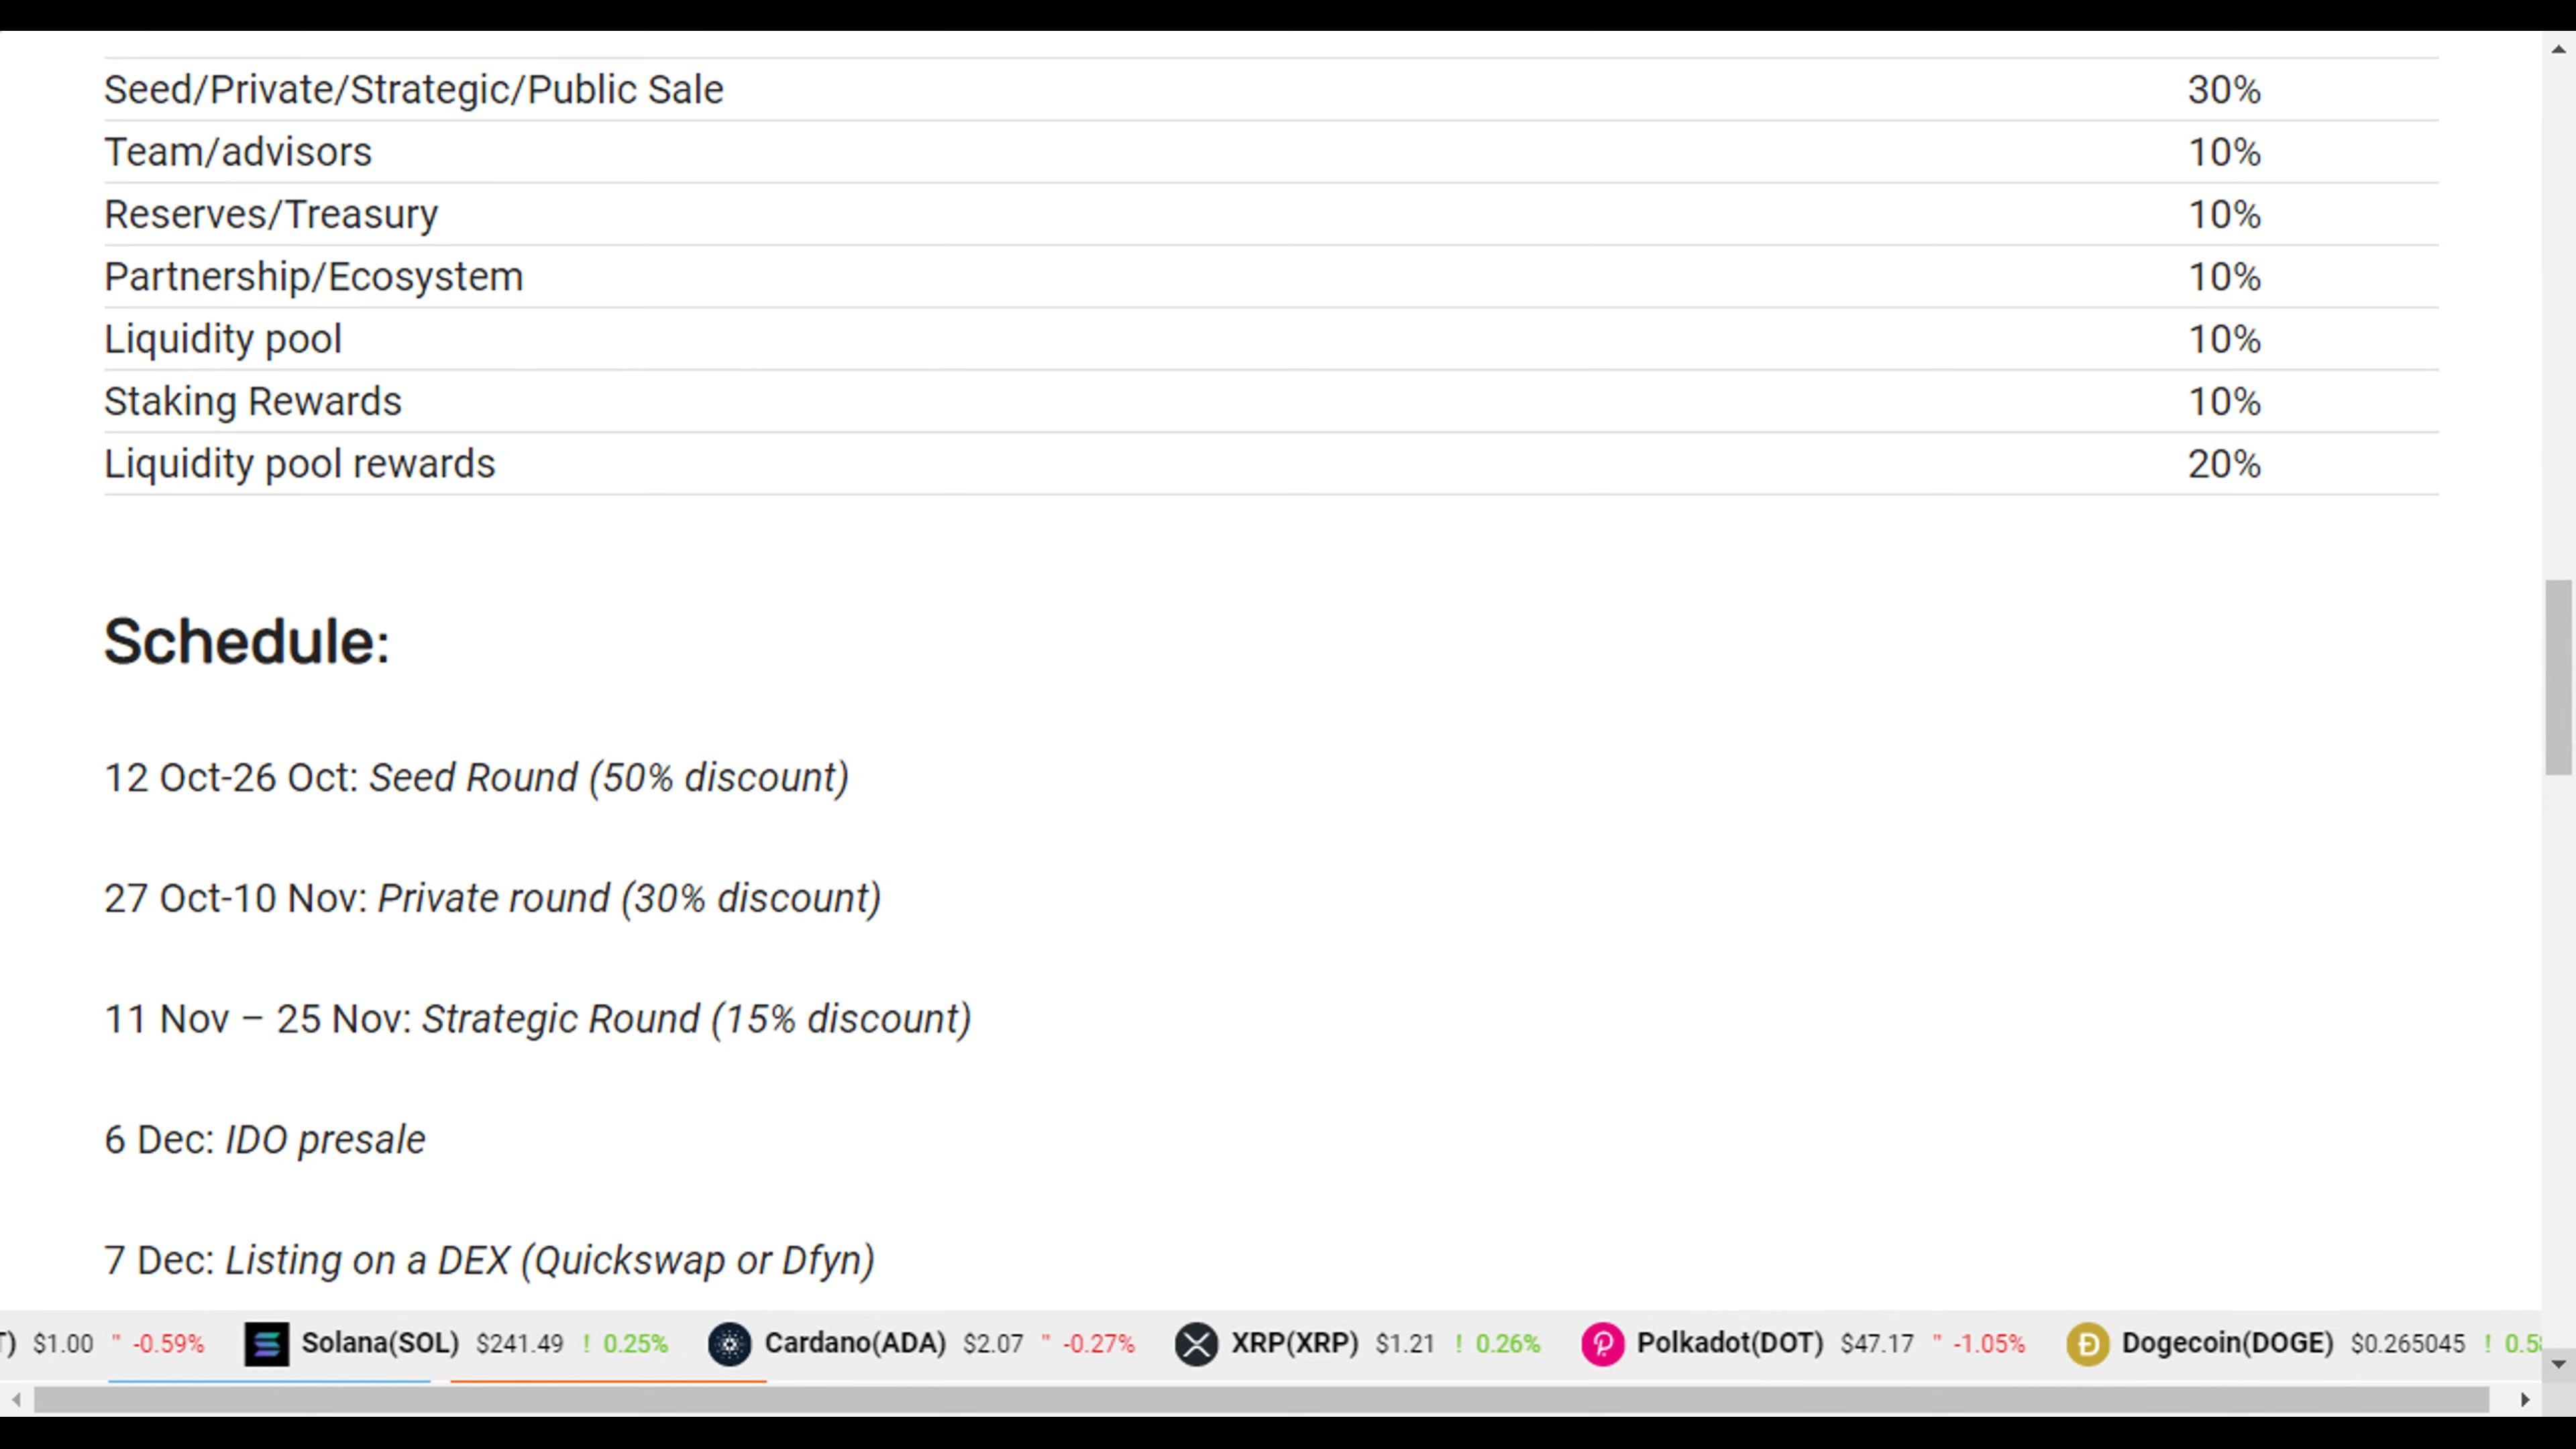 Seed/Private/Strategic/Public Sale 30%
Team/advisors 10%
Reserves/Treasury 10%
Partnership/Ecosystem 10%
Liquidity pool 10%
Staking Rewards 10%
Liquidity pool rewards 20%
Schedule:
12 Oct-26 Oct: Seed Round (50% discount)
27 Oct-10 Nov: Private round (30% discount)
11 Nov – 25 Nov: Strategic Round (15% discount)
6 Dec: IDO presale
7 Dec: Listing on a DEX (Quickswap or Dfyn)
T) $1.00 " -0.59% Solana(SOL) $241.49 ! 0.25% Cardano(ADA) $2.07 " -0.27% XRP(XRP) $1.21 ! 0.26% Polkadot(DOT) $47.17 " -1.05% Dogecoin(DOGE) $0.265045 !